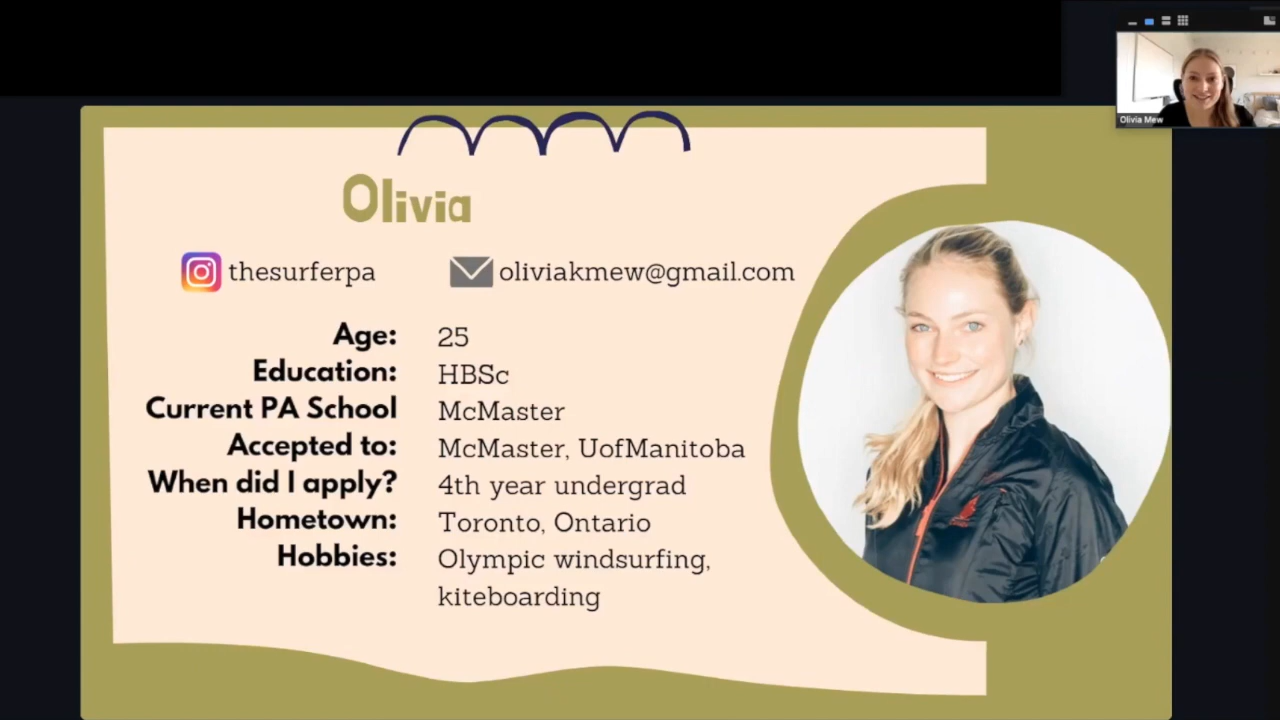 Olivia Mew
Olivia
thesurferpa
oliviakmew@gmail.com
Age: 25
Education: HBSc
Current PA School McMaster
Accepted to: McMaster, UofManitoba
When did I apply? 4th year undergrad
Hometown: Toronto, Ontario
Hobbies: Olympic windsurfing,
kiteboarding